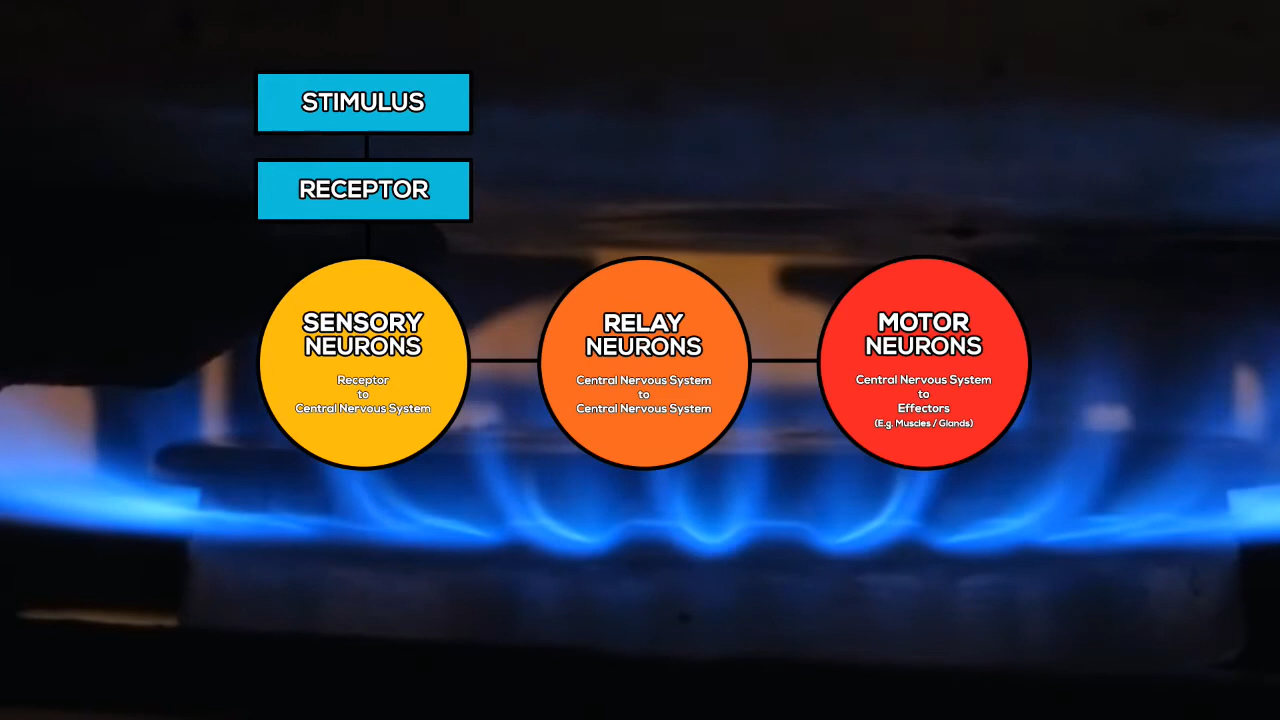 STIMULUS
RECEPTOR
SENSORY
NEURONS
Receptor
to
Central Nervous System
RELAY
NEURONS
Central Nervous System
to
Central Nervous System
MOTOR
NEURONS
Central Nervous System
to
Effectors
(E.g. Muscles / Glands)